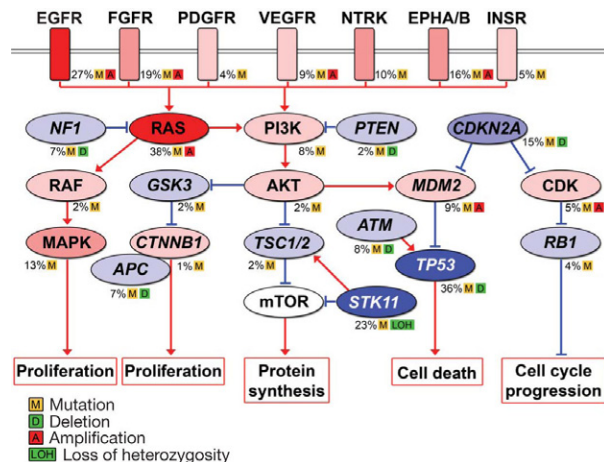 EGFR FGFR PDGFR VEGFR NTRK EPHA/B INSR
27% M A 19% M A 4% M 9% M A 10% M 16% M A 5% M
NF1 RAS PI3K PTEN CDKN2A
7% M D 38% M A 8% M 2% M D 15% M D
RAF GSK3 AKT MDM2 CDK
2% M 2% M 2% M 9% M A 5% M A
MAPK CTNNB1 TSC1/2 ATM RB1
13% M 1% M 2% M 8% M D 4% M
APC TP53
7% M D 36% M D
mTOR STK11
23% M LOH
Proliferation Proliferation Protein synthesis Cell death Cell cycle progression
M Mutation
D Deletion
A Amplification
LOH Loss of heterozygosity